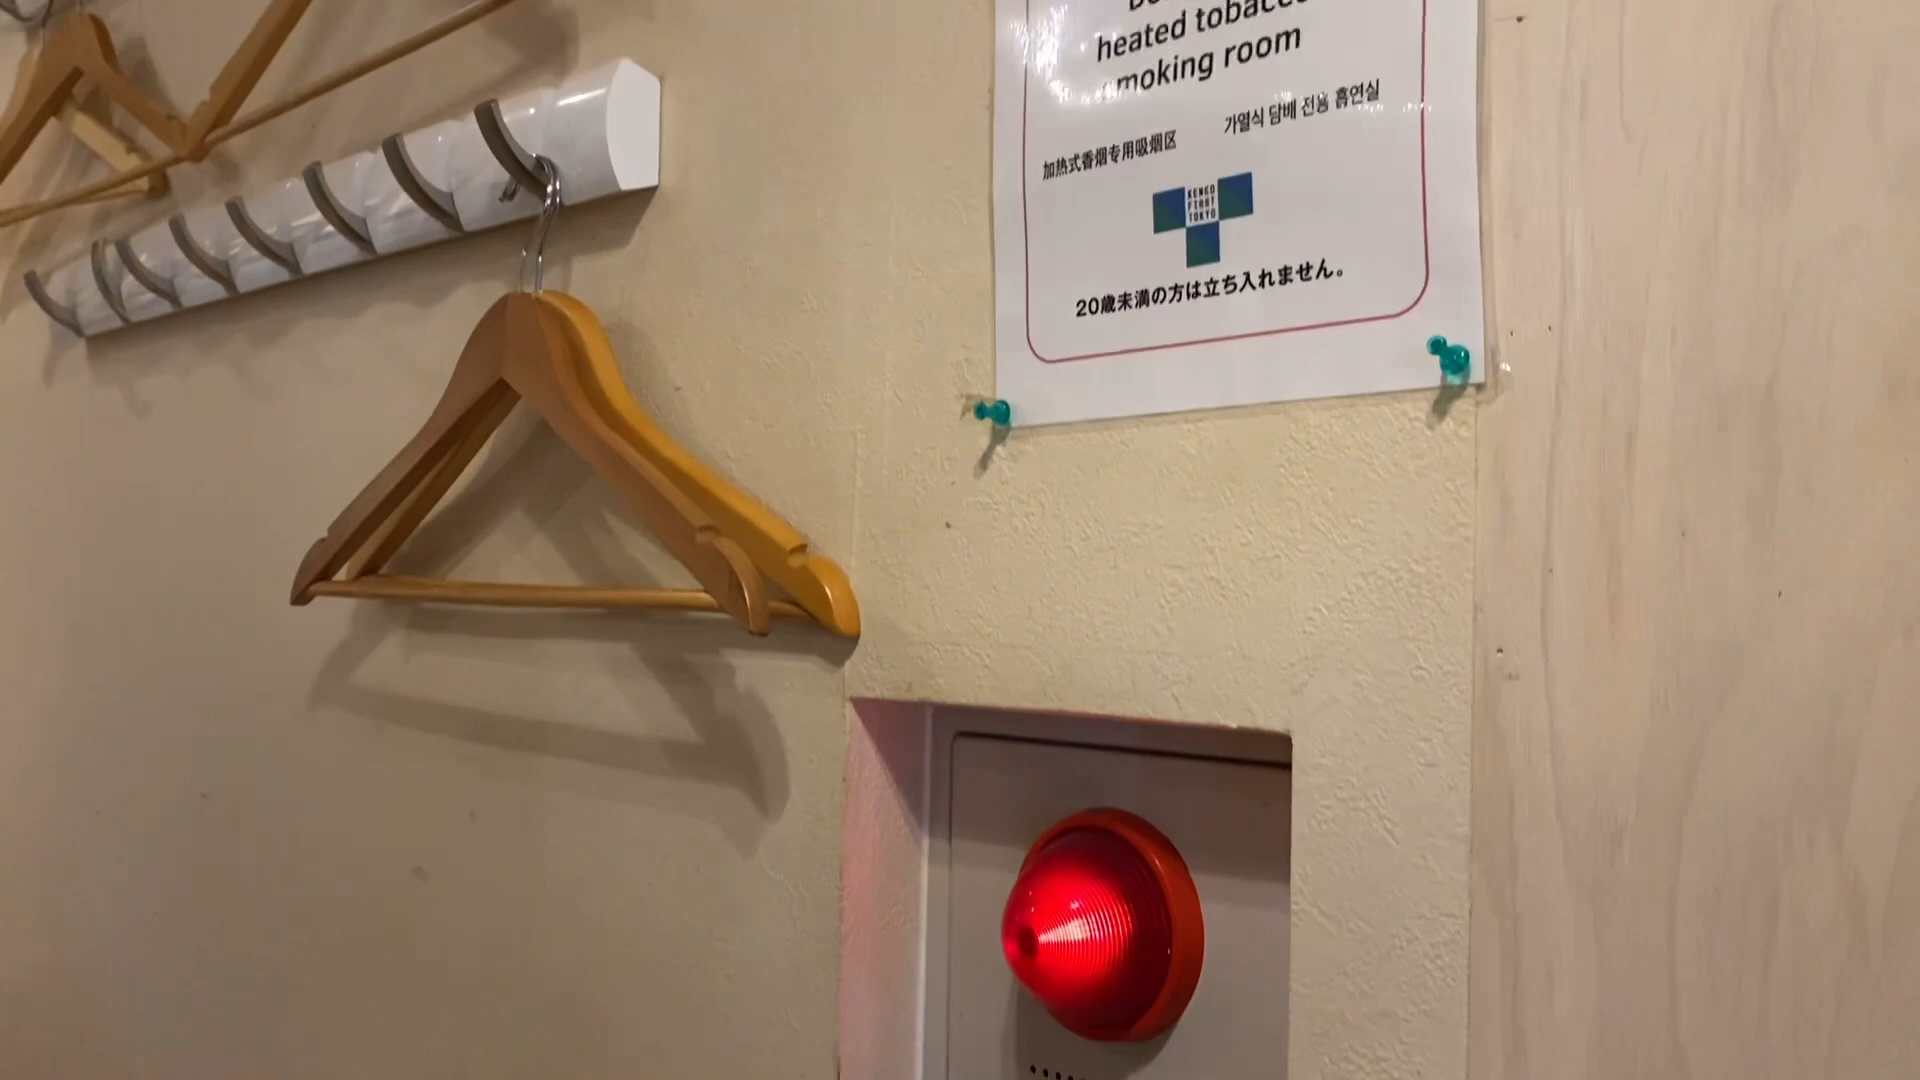 heated
smoking room
가열식 담배 전용 흡연실
加热式香烟专用吸烟区
KENKO
FIRST
TOKYO
20歳未満の方は立ち入れません。